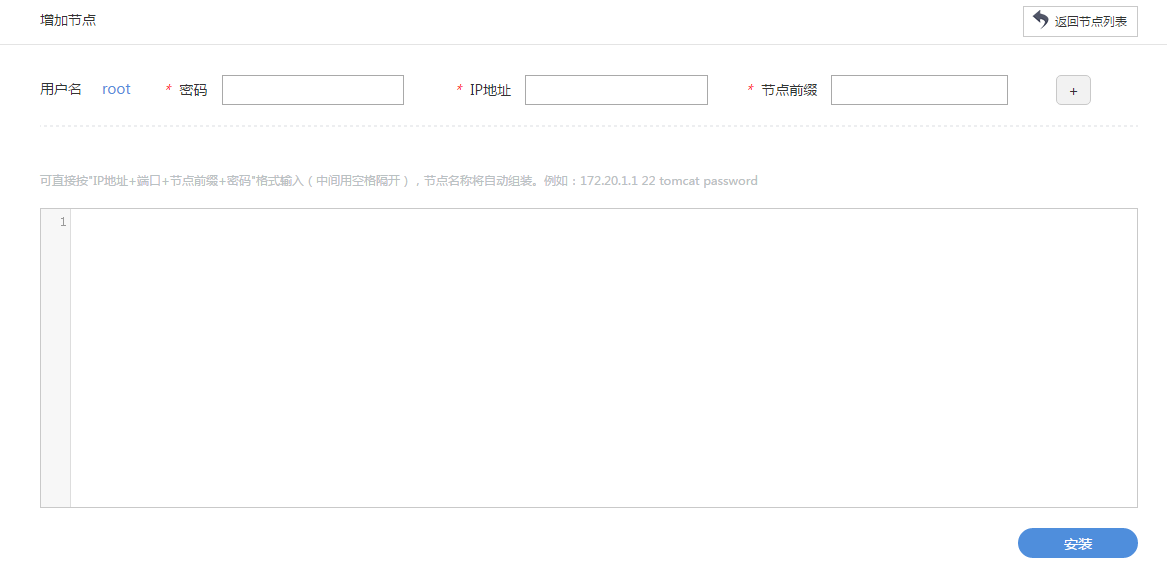 增加节点
返回节点列表
用户名 root * 密码 * IP地址 * 节点前缀 +
可直接按"IP地址+端口+节点前缀+密码"格式输入（中间用空格隔开），节点名称将自动组装。例如：172.20.1.1 22 tomcat password
1
安装